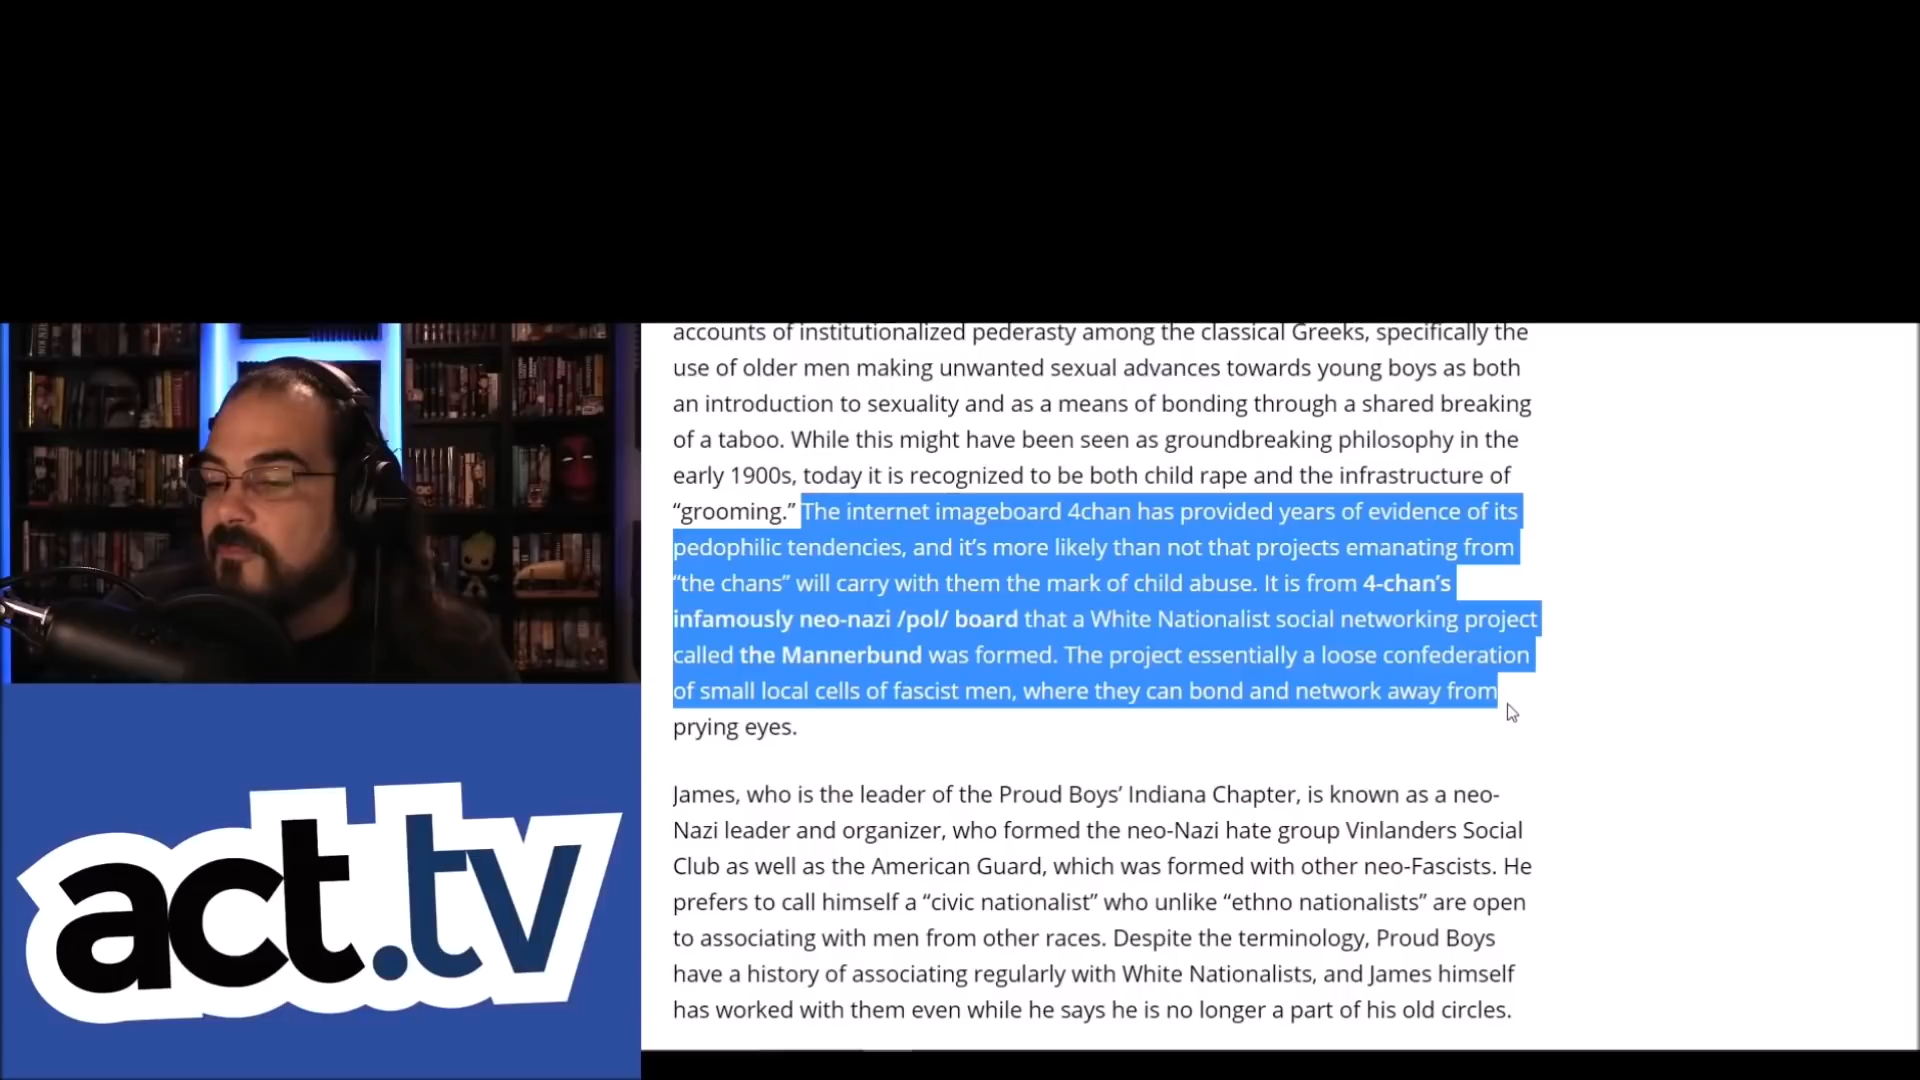 accounts of institutionalized pederasty among the classical Greeks, specifically the
use of older men making unwanted sexual advances towards young boys as both
an introduction to sexuality and as a means of bonding through a shared breaking
of a taboo. While this might have been seen as groundbreaking philosophy in the
early 1900s, today it is recognized to be both child rape and the infrastructure of
“grooming.” The internet imageboard 4chan has provided years of evidence of its
pedophilic tendencies, and it’s more likely than not that projects emanating from
“the chans” will carry with them the mark of child abuse. It is from 4-chan’s
infamously neo-nazi /pol/ board that a White Nationalist social networking project
called the Mannerbund was formed. The project essentially a loose confederation
of small local cells of fascist men, where they can bond and network away from
prying eyes.
James, who is the leader of the Proud Boys’ Indiana Chapter, is known as a neo-
Nazi leader and organizer, who formed the neo-Nazi hate group Vinlanders Social
Club as well as the American Guard, which was formed with other neo-Fascists. He
prefers to call himself a “civic nationalist” who unlike “ethno nationalists” are open
to associating with men from other races. Despite the terminology, Proud Boys
have a history of associating regularly with White Nationalists, and James himself
has worked with them even while he says he is no longer a part of his old circles.
act.tv